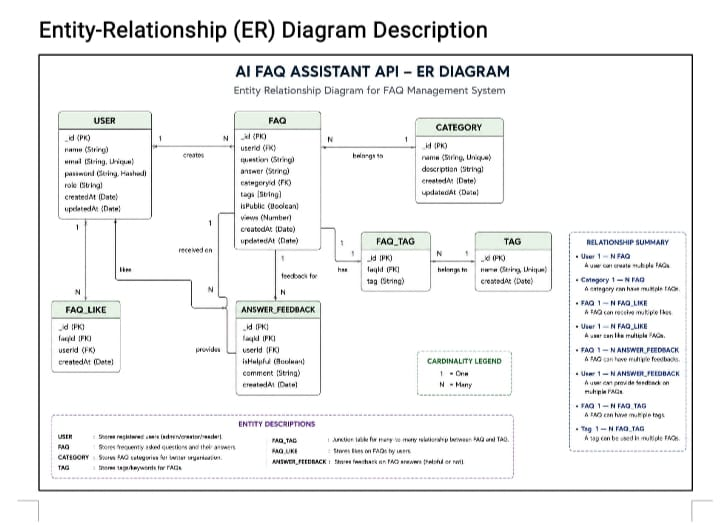 Entity-Relationship (ER) Diagram Description
AI FAQ ASSISTANT API – ER DIAGRAM
Entity Relationship Diagram for FAQ Management System
USER
_id (PK)
name (String)
email (String, Unique)
password (String, Hashed)
role (String)
createdAt (Date)
updatedAt (Date)
1
creates
N
FAQ
_id (PK)
userId (FK)
question (String)
answer (String)
categoryId (FK)
tags (String)
isPublic (Boolean)
views (Number)
createdAt (Date)
updatedAt (Date)
N
belongs to
1
CATEGORY
_id (PK)
name (String, Unique)
description (String)
createdAt (Date)
updatedAt (Date)
1
likes
N
1
received on
N
1
feedback for
N
1
has
1
FAQ_TAG
_id (PK)
faqId (FK)
tag (String)
N
belongs to
1
TAG
_id (PK)
name (String, Unique)
createdAt (Date)
FAQ_LIKE
_id (PK)
faqId (FK)
userId (FK)
createdAt (Date)
provides
ANSWER_FEEDBACK
_id (PK)
faqId (FK)
userId (FK)
isHelpful (Boolean)
comment (String)
createdAt (Date)
CARDINALITY LEGEND
1 = One
N = Many
RELATIONSHIP SUMMARY
• User 1 – N FAQ
A user can create multiple FAQs.
• Category 1 – N FAQ
A category can have multiple FAQs.
• FAQ 1 – N FAQ_LIKE
A FAQ can receive multiple likes.
• User 1 – N FAQ_LIKE
A user can like multiple FAQs.
• FAQ 1 – N ANSWER_FEEDBACK
A FAQ can have multiple feedbacks.
• User 1 – N ANSWER_FEEDBACK
A user can provide feedback on
multiple FAQs.
• FAQ 1 – N FAQ_TAG
A FAQ can have multiple tags.
• Tag 1 – N FAQ_TAG
A tag can be used in multiple FAQs.
ENTITY DESCRIPTIONS
USER : Stores registered users (admin/creator/reader).
FAQ : Stores frequently asked questions and their answers.
CATEGORY : Stores FAQ categories for better organization.
TAG : Stores tags/keywords for FAQs.
FAQ_TAG : Junction table for many-to-many relationship between FAQ and TAG.
FAQ_LIKE : Stores likes on FAQs by users.
ANSWER_FEEDBACK : Stores feedback on FAQ answers (helpful or not).